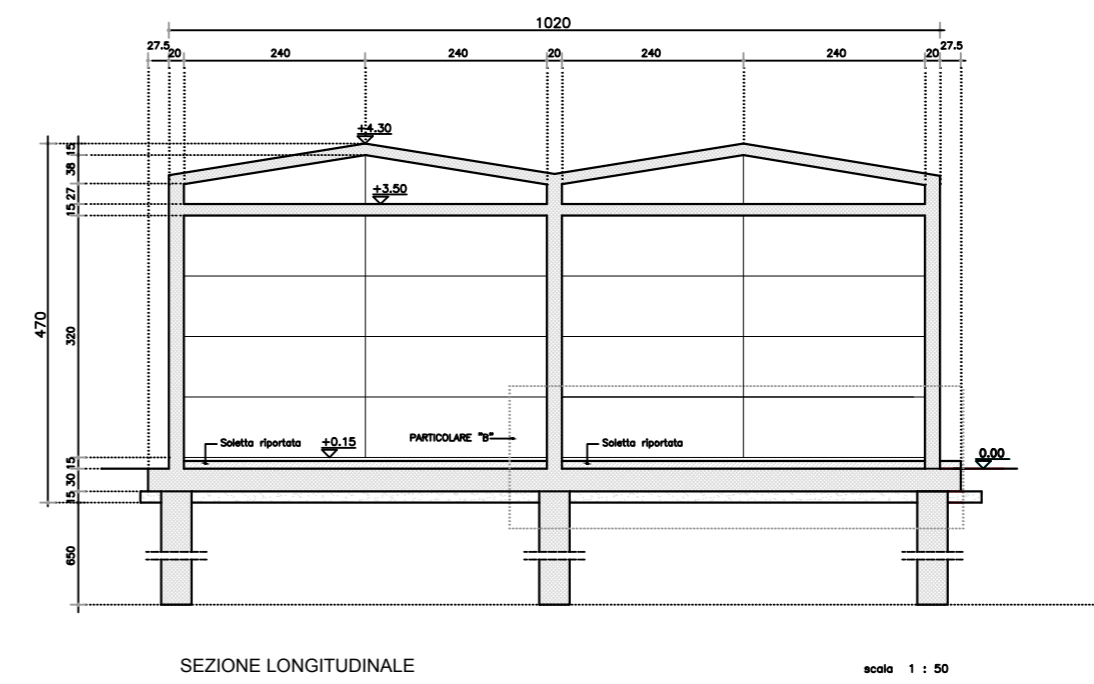 1020
27.5 20 240 240 20 240 240 20 27.5
+4.30
15
38
+3.50
27
15
470
320
PARTICOLARE "B"
Soletta riportata
+0.15
Soletta riportata
0.00
15
30
15
650
SEZIONE LONGITUDINALE
scala 1 : 50